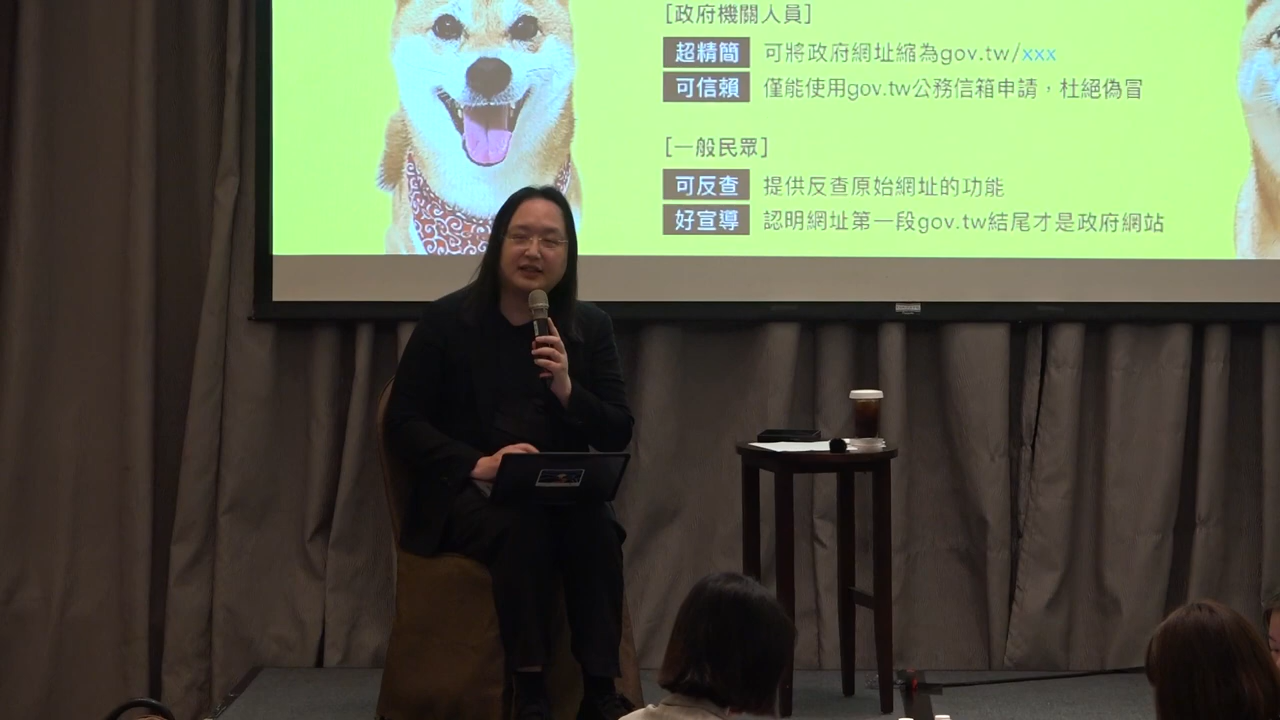 [政府機關人員]
超精簡 可將政府網址縮為gov.tw/xxx
可信賴 僅能使用gov.tw公務信箱申請，杜絕偽冒
[一般民眾]
可反查 提供反查原始網址的功能
好宣導 認明網址第一段gov.tw結尾才是政府網站